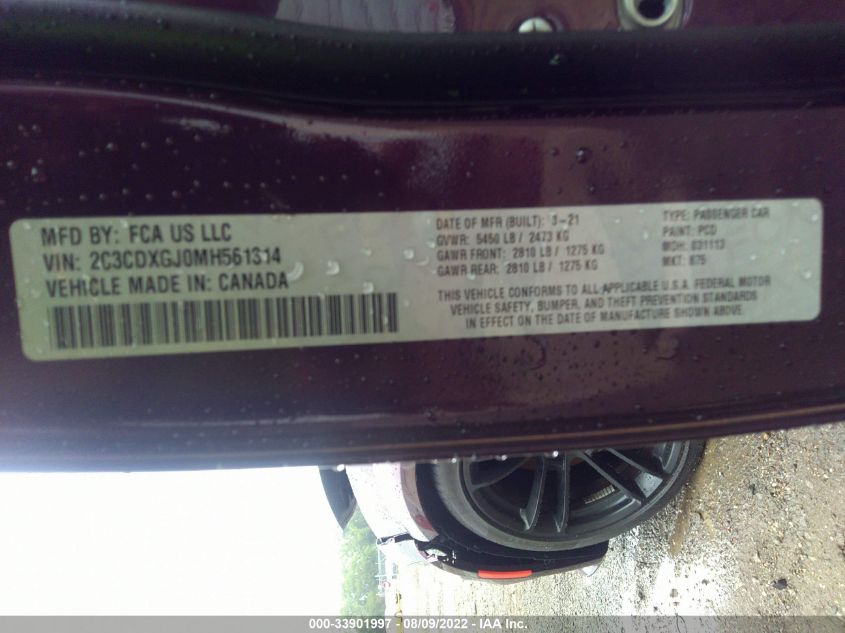 MFD BY: FCA US LLC
VIN: 2C3CDXGJ0MH561314
VEHICLE MADE IN: CANADA
DATE OF MFR (BUILT): 3-21
GVWR: 5450 LB / 2473 KG
GAWR FRONT: 2810 LB / 1275 KG
GAWR REAR: 2810 LB / 1275 KG
TYPE: PASSENGER CAR
PAINT: PCD
MDH: 031113
MKT: 675
THIS VEHICLE CONFORMS TO ALL APPLICABLE U.S.A. FEDERAL MOTOR
VEHICLE SAFETY, BUMPER, AND THEFT PREVENTION STANDARDS
IN EFFECT ON THE DATE OF MANUFACTURE SHOWN ABOVE.
000-33901997 - 08/09/2022 - IAA Inc.